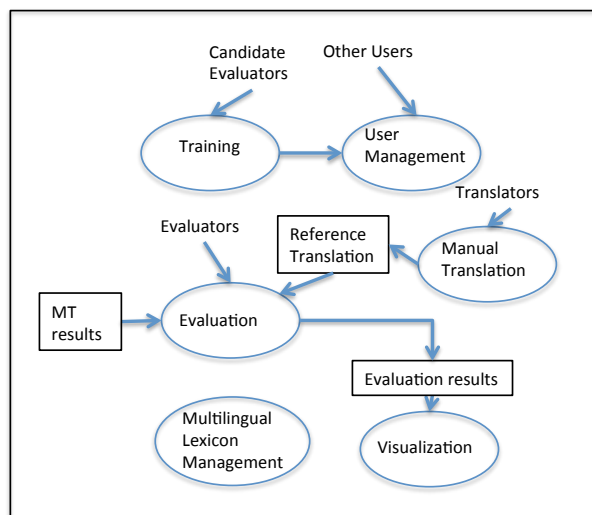 Candidate
Evaluators
Other Users
Training
User
Management
Translators
Evaluators
Reference
Translation
Manual
Translation
MT
results
Evaluation
Evaluation results
Multilingual
Lexicon
Management
Visualization